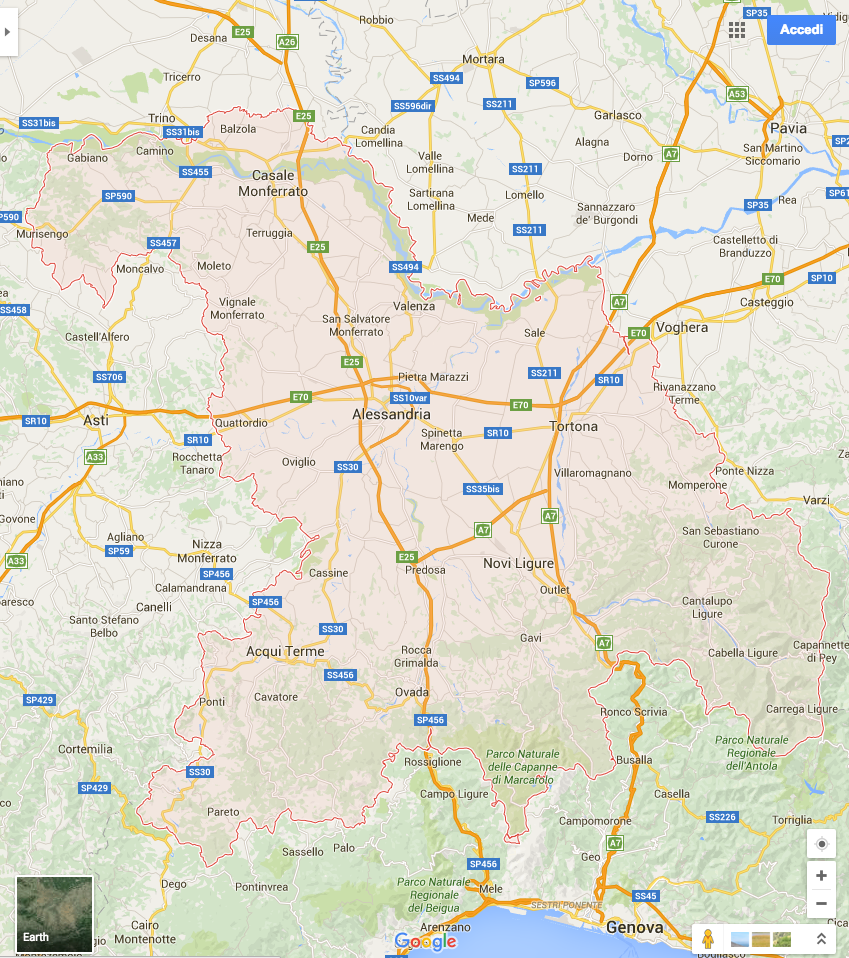 SP35
Vidigulfo
Robbio
Desana
E25
A26
Accedi
Mortara
Tricerro
SS494
SP596
A53
SS596dir
SS211
Trino
E25
Garlasco
SS31bis
SS31bis
Balzola
Candia
Lomellina
Pavia
Alagna
SP2
Gabiano
Camino
Valle
Lomellina
Dorno
A7
San Martino
Siccomario
SS455
Casale
Monferrato
SS211
SP590
Sartirana
Lomellina
Lomello
SP61
SP590
Mede
Sannazzaro
de' Burgondi
SP35
Rea
Murisengo
Terruggia
SS211
SS457
E25
Castelletto di
Branduzzo
Moncalvo
Moleto
SS494
E70
SP10
SS458
Vignale
Monferrato
Valenza
A7
Casteggio
San Salvatore
Monferrato
Sale
E70
Voghera
Castell'Alfero
E25
SS706
Pietra Marazzi
SS211
SR10
Rivanazzano
Terme
E70
SS10var
E70
SR10
Asti
Quattordio
Alessandria
Tortona
SR10
Spinetta
Marengo
SR10
A33
Rocchetta
Tanaro
Oviglio
SS30
Villaromagnano
Ponte Nizza
SS35bis
Momperone
Varzi
Govone
A7
A7
San Sebastiano
Curone
Agliano
SP59
Nizza
Monferrato
E25
Novi Ligure
A33
Predosa
SP456
Cassine
Calamandrana
Outlet
SP456
Cantalupo
Ligure
Canelli
Santo Stefano
Belbo
SS30
Gavi
A7
Capannette
di Pey
Acqui Terme
Rocca
Grimalda
Cabella Ligure
SS456
SP429
Ponti
Cavatore
Ovada
Carrega Ligure
Ronco Scrivia
SP456
Cortemilia
Parco Naturale
delle Capanne
di Marcarolo
Parco Naturale
Regionale
dell'Antola
Rossiglione
Busalla
SS30
SP429
Campo Ligure
Casella
Pareto
SS226
Campomorone
Torriglia
A7
Sassello
Palo
Geo
SP456
Dego
Pontinvrea
Parco Naturale
Regionale
del Beigua
Mele
SS45
SESTRI PONENTE
Cairo
Montenotte
Arenzano
Genova
Earth
Google